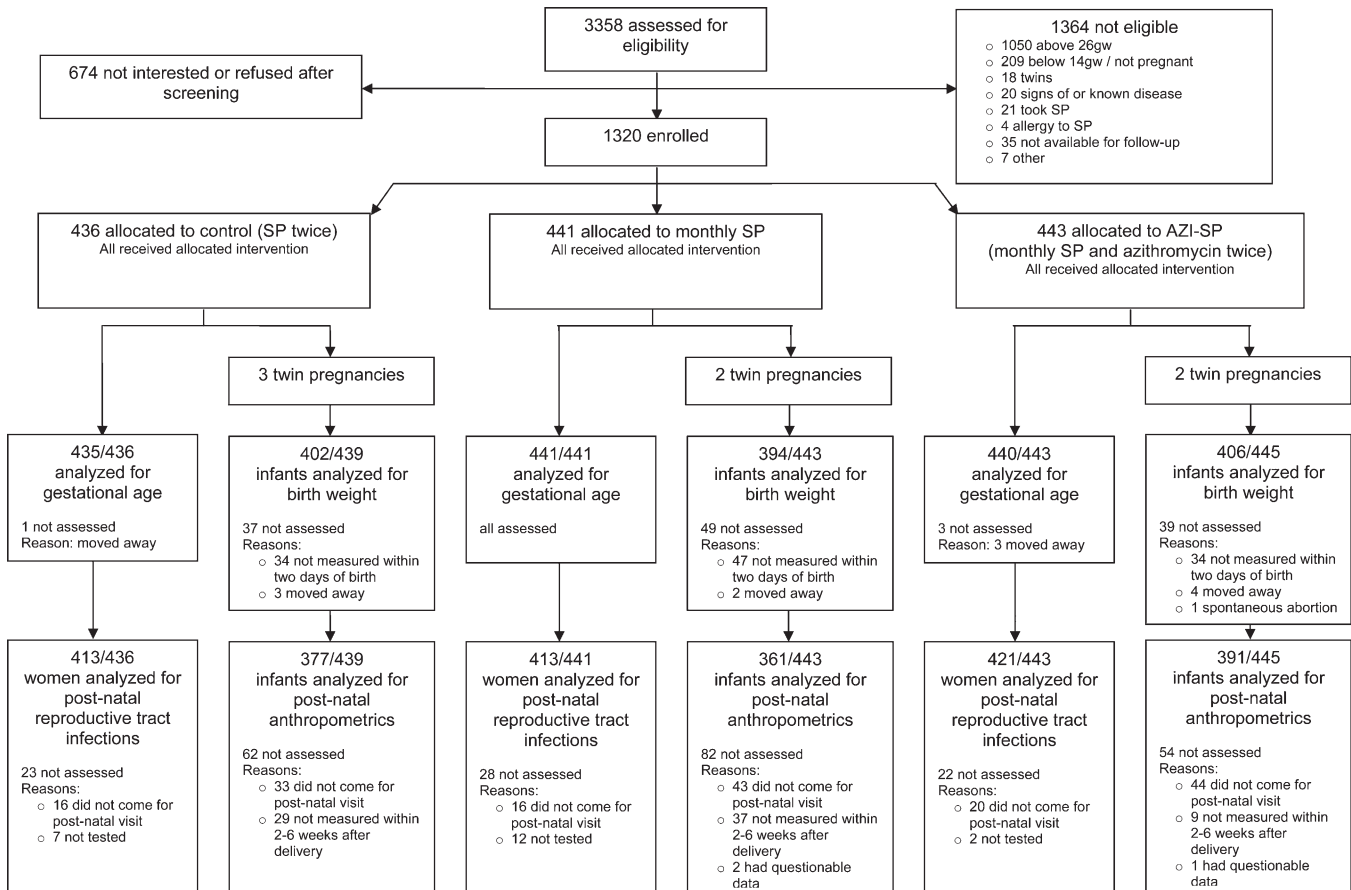 3358 assessed for
eligibility
674 not interested or refused after
screening
1364 not eligible
○ 1050 above 26gw
○ 209 below 14gw / not pregnant
○ 18 twins
○ 20 signs of or known disease
○ 21 took SP
○ 4 allergy to SP
○ 35 not available for follow-up
○ 7 other
1320 enrolled
436 allocated to control (SP twice)
All received allocated intervention
441 allocated to monthly SP
All received allocated intervention
443 allocated to AZI-SP
(monthly SP and azithromycin twice)
All received allocated intervention
3 twin pregnancies
2 twin pregnancies
2 twin pregnancies
435/436
analyzed for
gestational age
1 not assessed
Reason: moved away
402/439
infants analyzed for
birth weight
37 not assessed
Reasons:
○ 34 not measured within
two days of birth
○ 3 moved away
441/441
analyzed for
gestational age
all assessed
394/443
infants analyzed for
birth weight
49 not assessed
Reasons:
○ 47 not measured within
two days of birth
○ 2 moved away
440/443
analyzed for
gestational age
3 not assessed
Reason: 3 moved away
406/445
infants analyzed for
birth weight
39 not assessed
Reasons:
○ 34 not measured within
two days of birth
○ 4 moved away
○ 1 spontaneous abortion
413/436
women analyzed for
post-natal
reproductive tract
infections
23 not assessed
Reasons:
○ 16 did not come for
post-natal visit
○ 7 not tested
377/439
infants analyzed for
post-natal
anthropometrics
62 not assessed
Reasons:
○ 33 did not come for
post-natal visit
○ 29 not measured within
2-6 weeks after
delivery
413/441
women analyzed for
post-natal
reproductive tract
infections
28 not assessed
Reasons:
○ 16 did not come for
post-natal visit
○ 12 not tested
361/443
infants analyzed for
post-natal
anthropometrics
82 not assessed
Reasons:
○ 43 did not come for
post-natal visit
○ 37 not measured within
2-6 weeks after
delivery
○ 2 had questionable
data
421/443
women analyzed for
post-natal
reproductive tract
infections
22 not assessed
Reasons:
○ 20 did not come for
post-natal visit
○ 2 not tested
391/445
infants analyzed for
post-natal
anthropometrics
54 not assessed
Reasons:
○ 44 did not come for
post-natal visit
○ 9 not measured within
2-6 weeks after
delivery
○ 1 had questionable
data